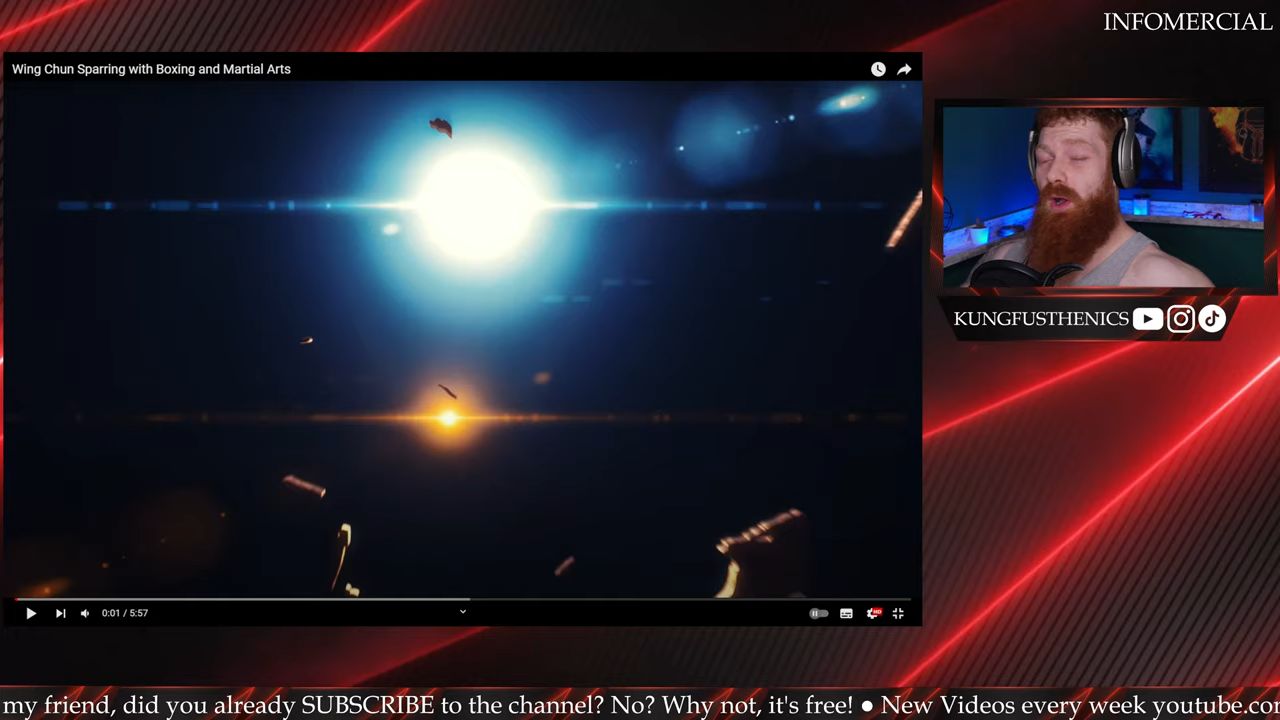 INFOMERCIAL
Wing Chun Sparring with Boxing and Martial Arts
KUNGFUSTHENICS
0:01 / 5:57
HD
my friend, did you already SUBSCRIBE to the channel? No? Why not, it's free! ● New Videos every week youtube.co